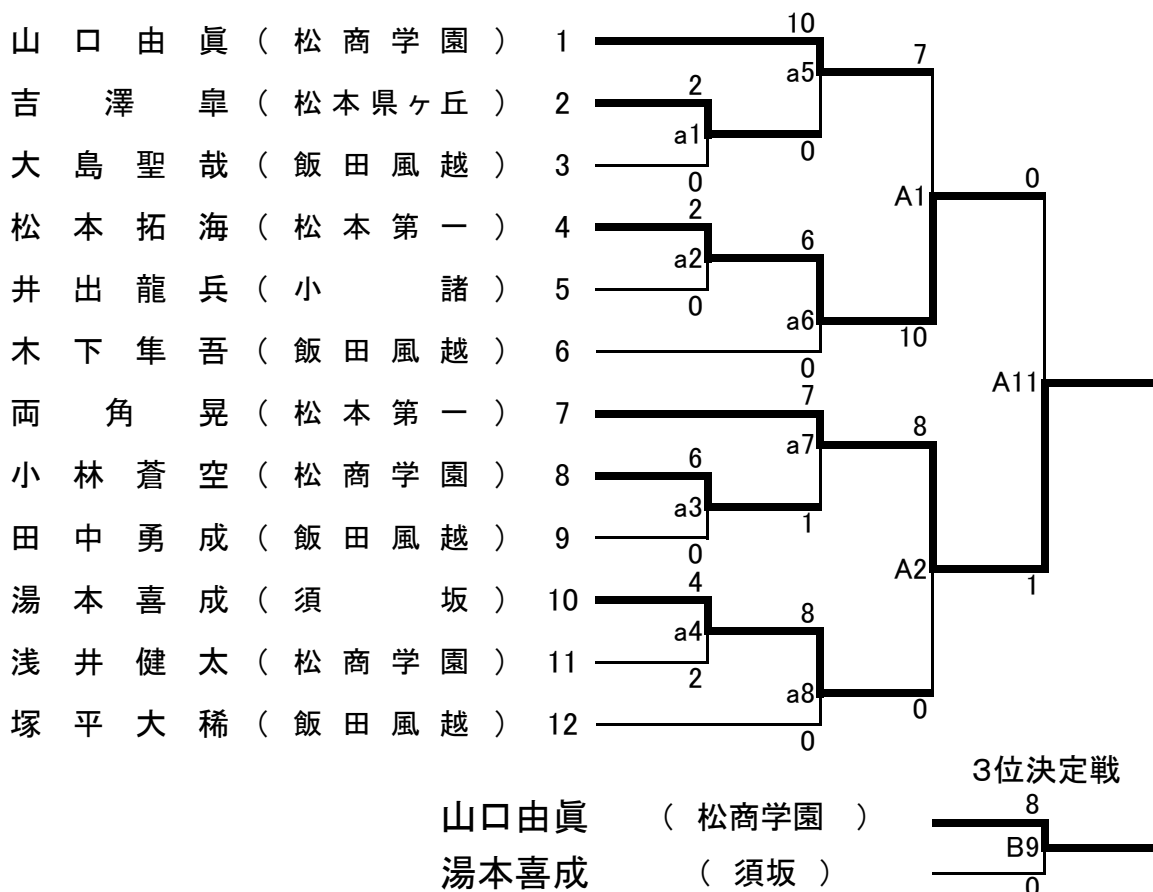 10
山口由眞（松商学園） 1
7
a5
2
吉澤皐（松本県ヶ丘） 2
a1
0
大島聖哉（飯田風越） 3
0
0
A1
2
松本拓海（松本第一） 4
6
a2
井出龍兵（小諸） 5
0
a6
10
木下隼吾（飯田風越） 6
0
A11
7
両角晃（松本第一） 7
8
a7
6
小林蒼空（松商学園） 8
a3
1
田中勇成（飯田風越） 9
0
A2
4
1
湯本喜成（須坂） 10
8
a4
浅井健太（松商学園） 11
2
a8
0
塚平大稀（飯田風越） 12
0
3位決定戦
8
山口由眞（松商学園）
B9
湯本喜成（須坂）
0